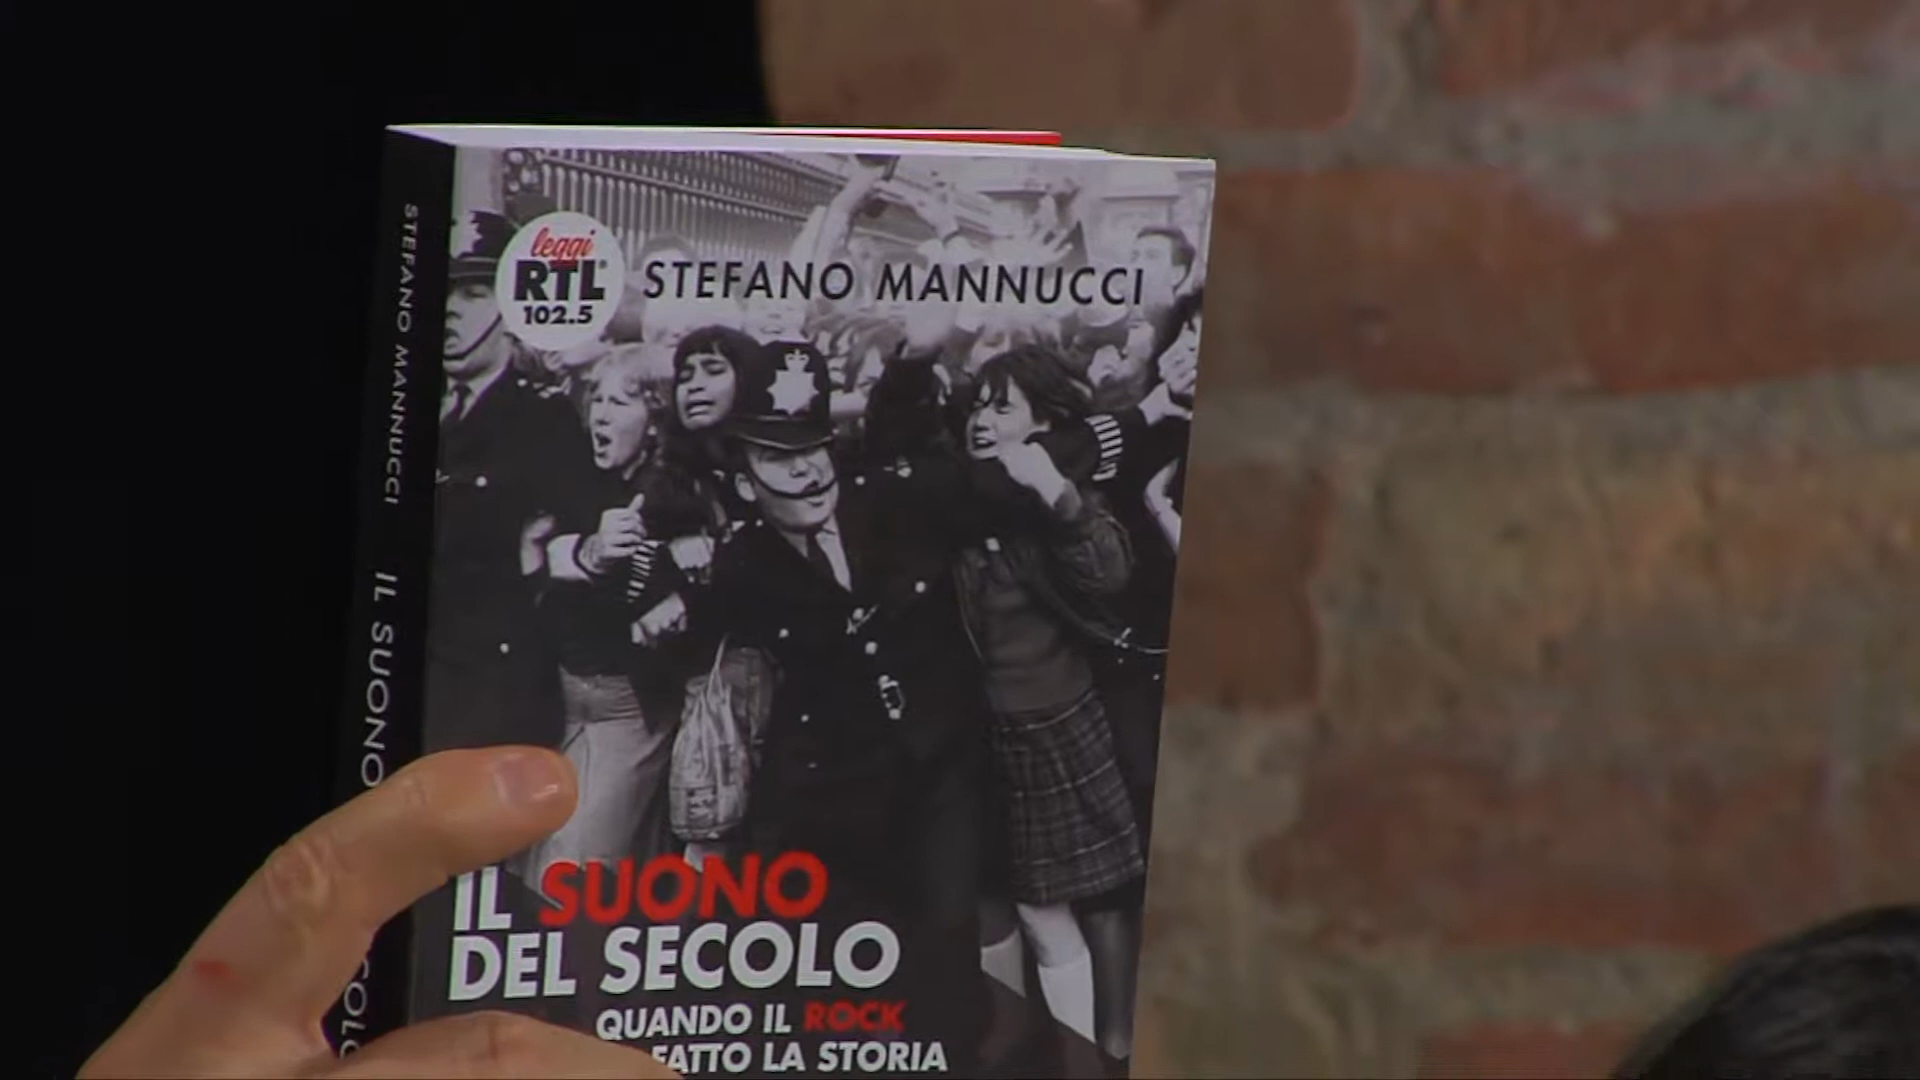 leggi
RTL
102.5
STEFANO MANNUCCI
IL SUONO
DEL SECOLO
QUANDO IL ROCK
FATTO LA STORIA
STEFANO MANNUCCI IL SUONO